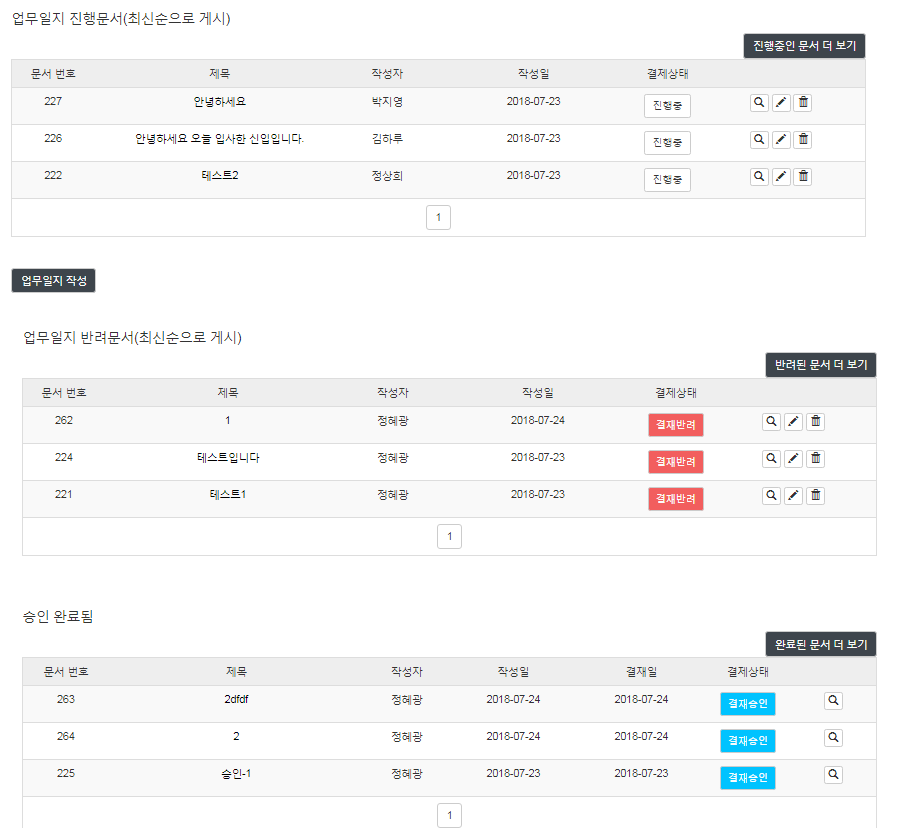 업무일지 진행문서(최신순으로 게시)
진행중인 문서 더 보기
문서 번호 제목 작성자 작성일 결제상태
227 안녕하세요 박지영 2018-07-23 진행중
226 안녕하세요 오늘 입사한 신입입니다. 김하루 2018-07-23 진행중
222 테스트2 정상희 2018-07-23 진행중
1
업무일지 작성
업무일지 반려문서(최신순으로 게시)
반려된 문서 더 보기
문서 번호 제목 작성자 작성일 결제상태
262 1 정혜광 2018-07-24 결재반려
224 테스트입니다 정혜광 2018-07-23 결재반려
221 테스트1 정혜광 2018-07-23 결재반려
1
승인 완료됨
완료된 문서 더 보기
문서 번호 제목 작성자 작성일 결재일 결제상태
263 2dfdf 정혜광 2018-07-24 2018-07-24 결재승인
264 2 정혜광 2018-07-24 2018-07-24 결재승인
225 승인-1 정혜광 2018-07-23 2018-07-23 결재승인
1